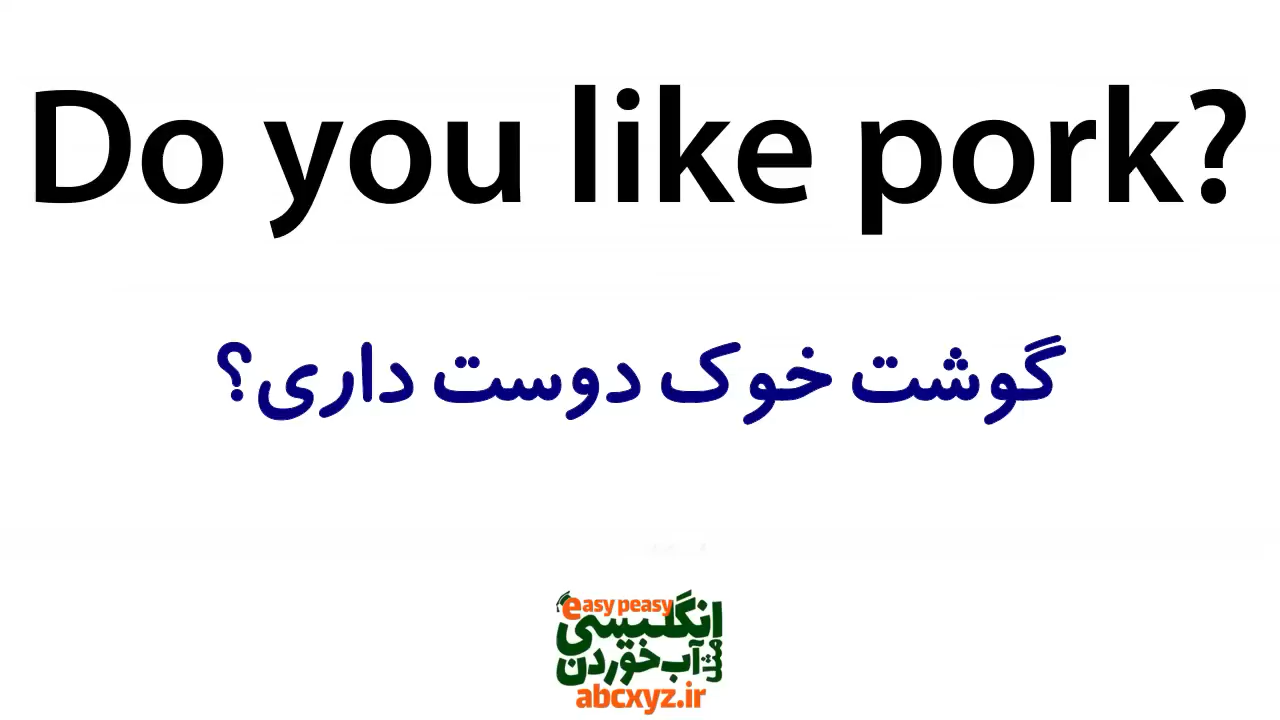 Do you like pork?
گوشت خوک دوست داری؟
easy peasy
انگلیسی
مثل آب خوردن
abcxyz.ir